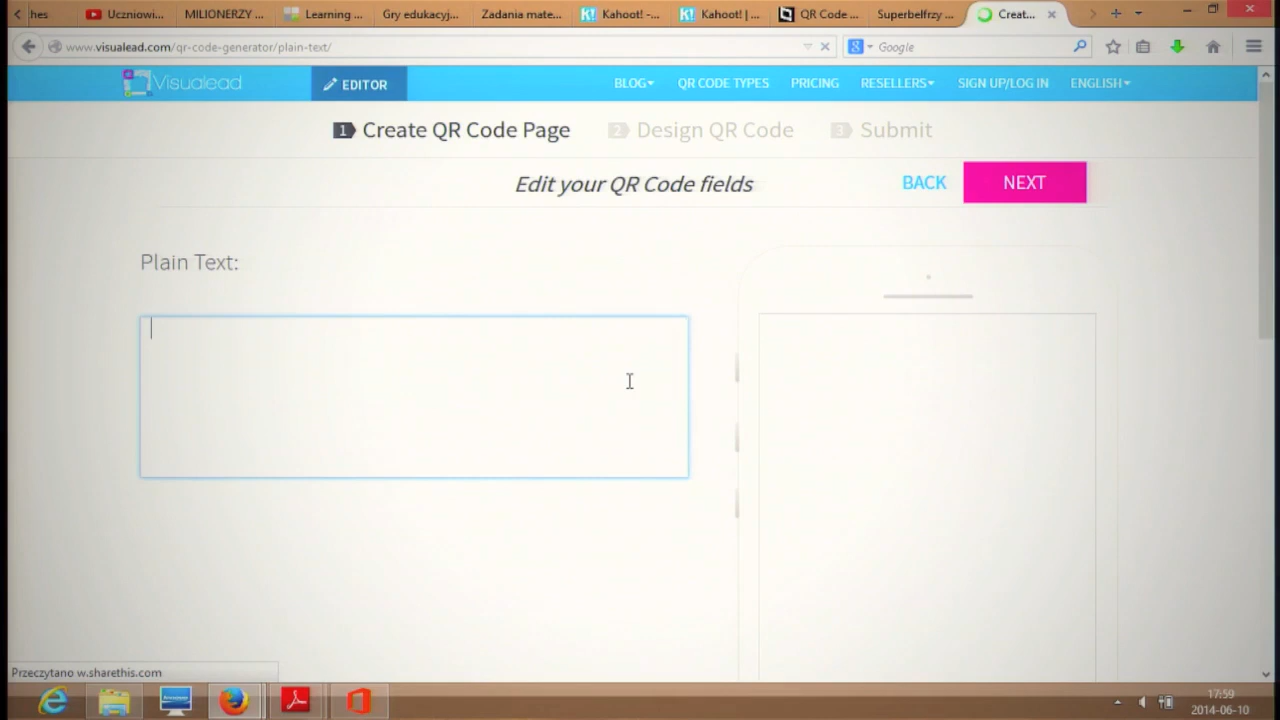 hes Uczniowi... MILIONERZY ... Learning ... Gry edukacyj... Zadania mate... Kahoot! -... Kahoot! | ... QR Code ... Superbelfrzy ... Creat...
www.visualead.com/qr-code-generator/plain-text/ Google
Visualead EDITOR BLOG QR CODE TYPES PRICING RESELLERS SIGN UP/LOG IN ENGLISH
1 Create QR Code Page 2 Design QR Code 3 Submit
Edit your QR Code fields BACK NEXT
Plain Text:
Przeczytano w.sharethis.com
17:59
2014-06-10